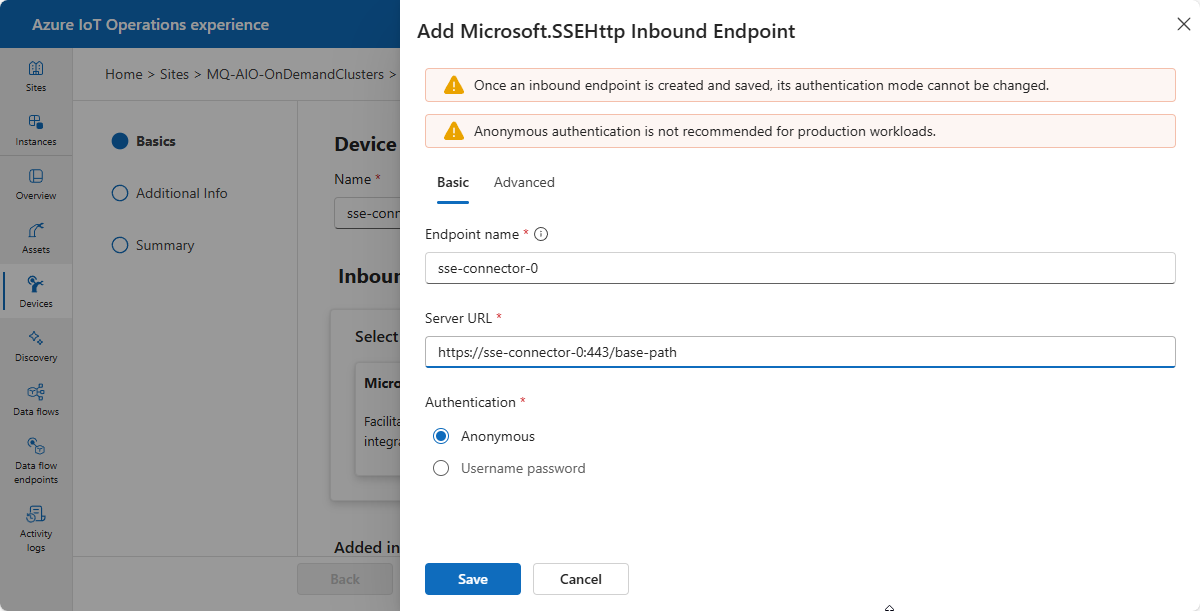 Azure IoT Operations experience
Sites
Instances
Overview
Assets
Devices
Discovery
Data flows
Data flow
endpoints
Activity
logs
Home > Sites > MQ-AIO-OnDemandClusters >
Basics
Additional Info
Summary
Device
Name *
sse-conn
Inboun
Select
Micro
Facilita
integra
Added in
Back
Add Microsoft.SSEHttp Inbound Endpoint
Once an inbound endpoint is created and saved, its authentication mode cannot be changed.
Anonymous authentication is not recommended for production workloads.
Basic Advanced
Endpoint name *
sse-connector-0
Server URL *
https://sse-connector-0:443/base-path
Authentication *
Anonymous
Username password
Save Cancel